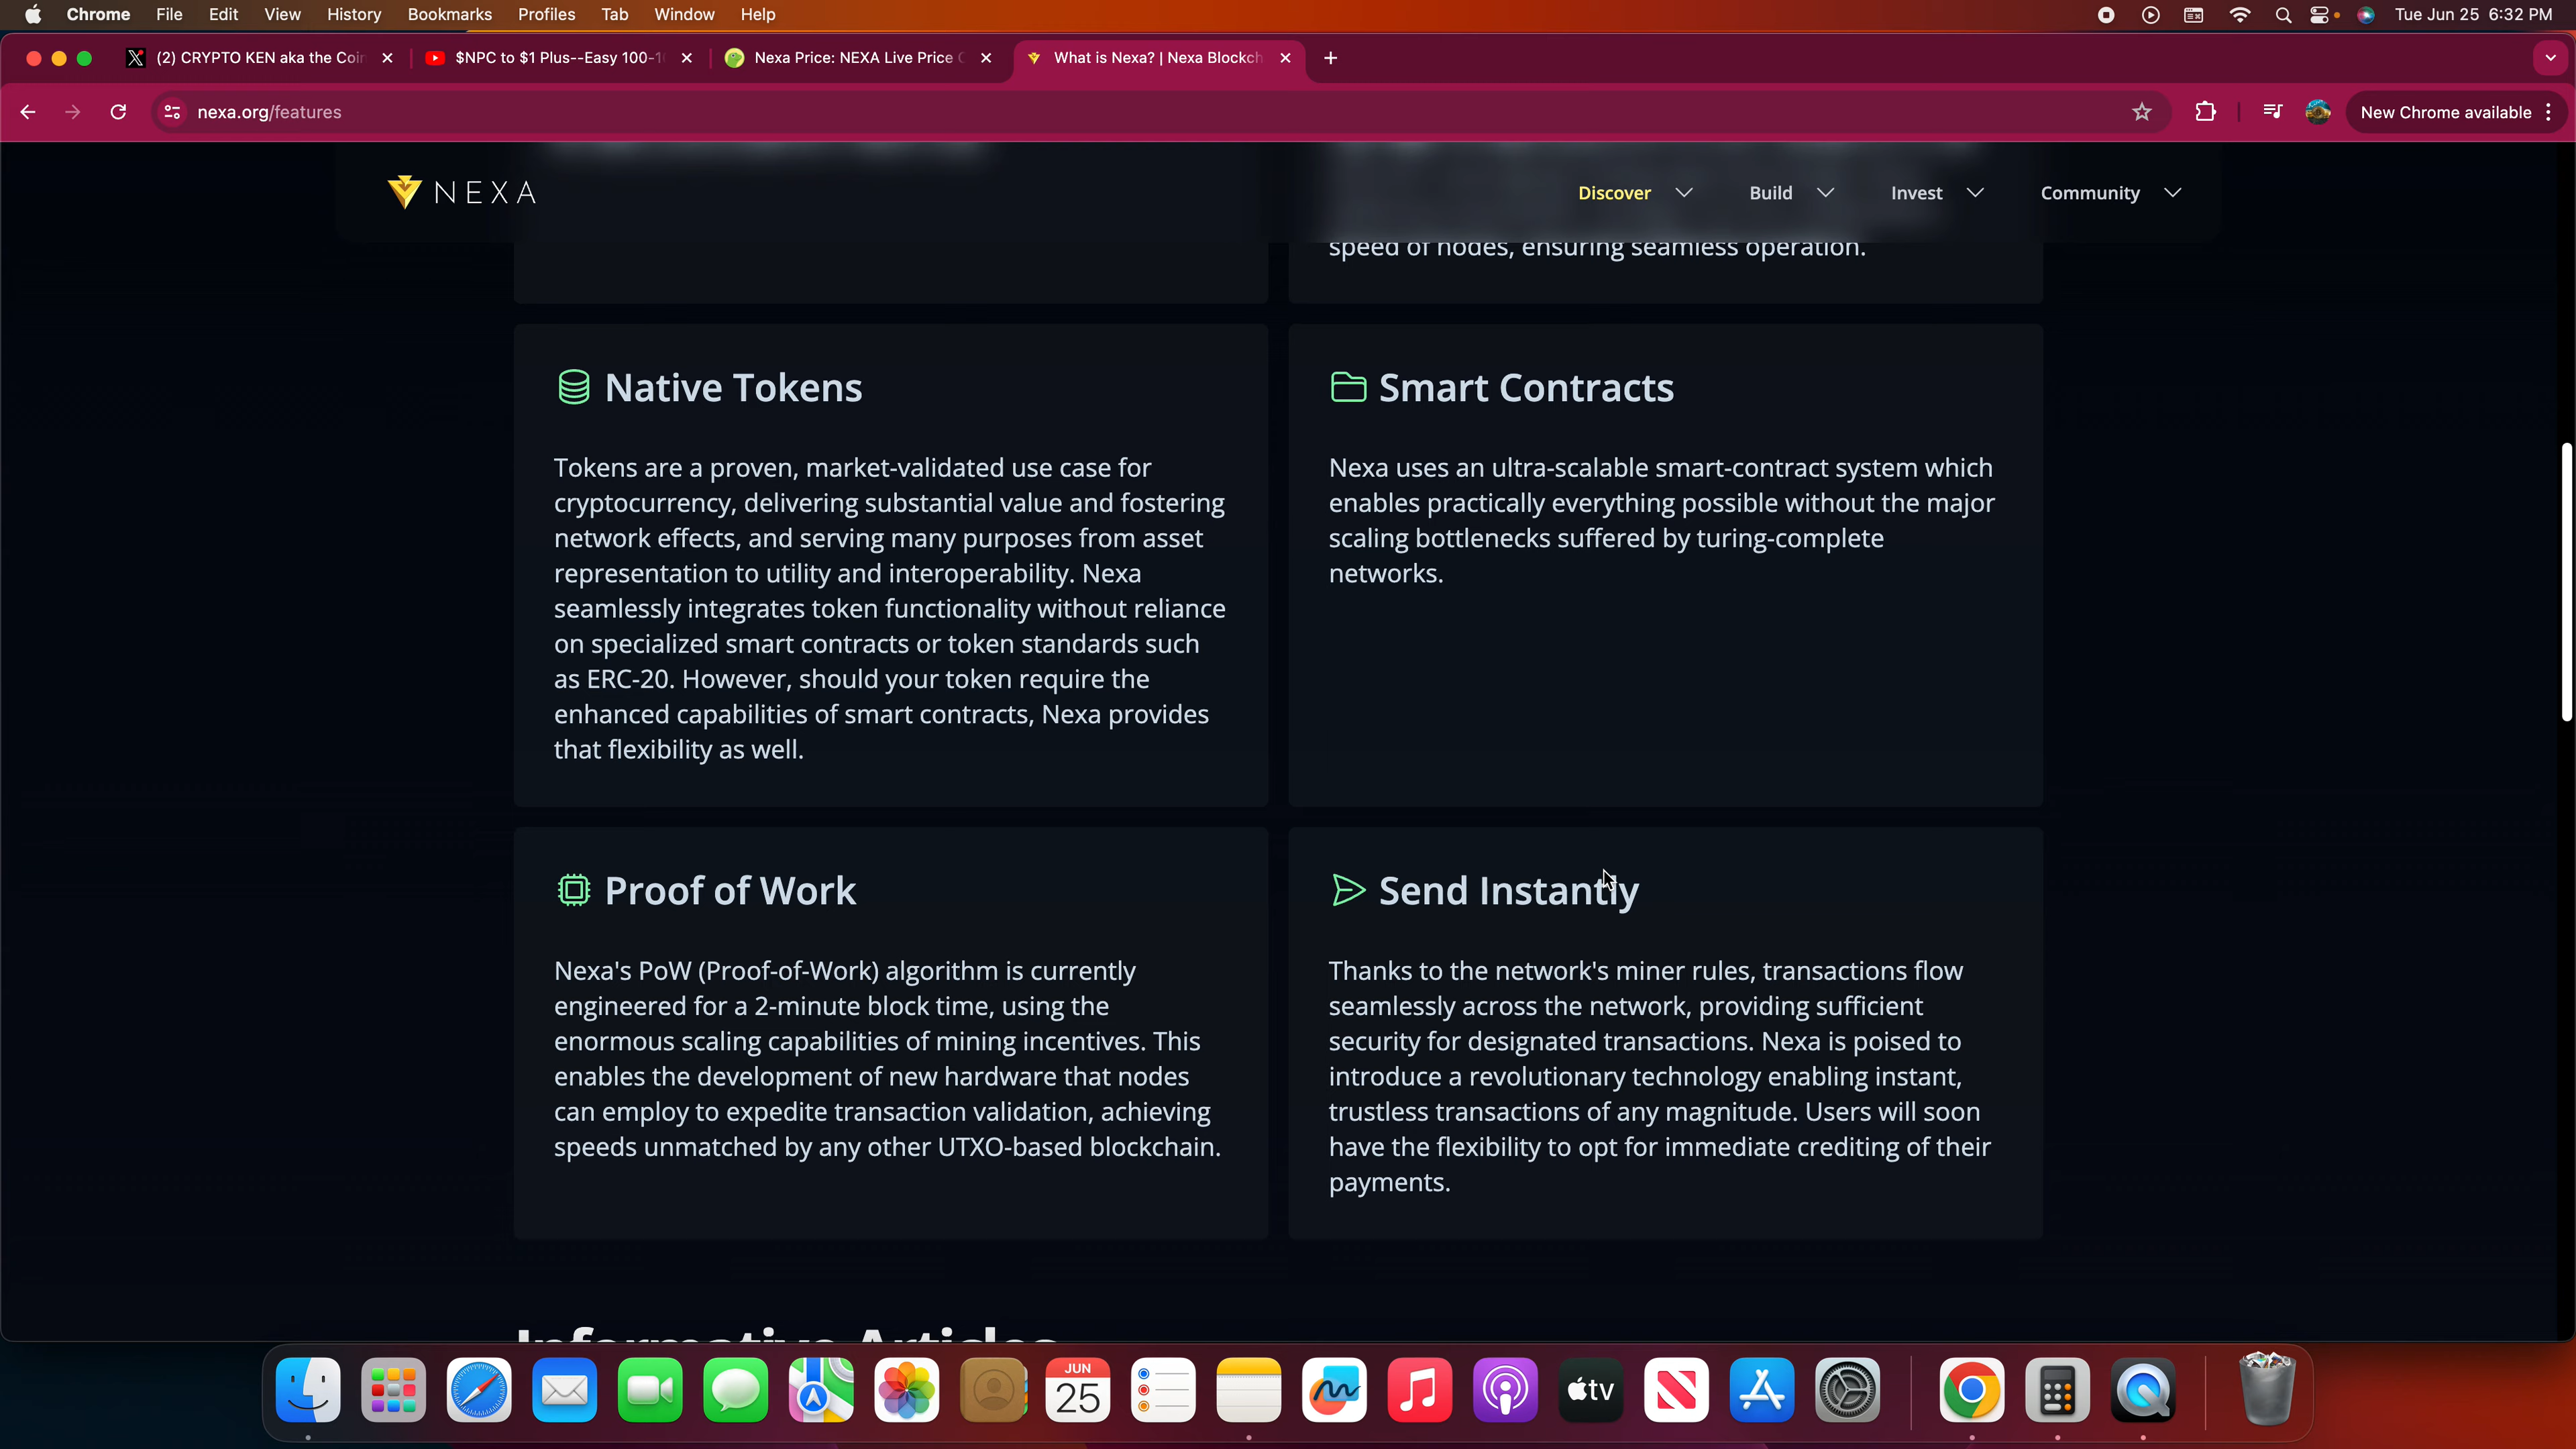 Chrome File Edit View History Bookmarks Profiles Tab Window Help Tue Jun 25 6:32 PM
(2) CRYPTO KEN aka the Coin $NPC to $1 Plus--Easy 100-1 Nexa Price: NEXA Live Price What is Nexa? | Nexa Blockch
nexa.org/features New Chrome available
NEXA Discover Build Invest Community
speed of nodes, ensuring seamless operation.
Native Tokens
Tokens are a proven, market-validated use case for
cryptocurrency, delivering substantial value and fostering
network effects, and serving many purposes from asset
representation to utility and interoperability. Nexa
seamlessly integrates token functionality without reliance
on specialized smart contracts or token standards such
as ERC-20. However, should your token require the
enhanced capabilities of smart contracts, Nexa provides
that flexibility as well.
Smart Contracts
Nexa uses an ultra-scalable smart-contract system which
enables practically everything possible without the major
scaling bottlenecks suffered by turing-complete
networks.
Proof of Work
Nexa's PoW (Proof-of-Work) algorithm is currently
engineered for a 2-minute block time, using the
enormous scaling capabilities of mining incentives. This
enables the development of new hardware that nodes
can employ to expedite transaction validation, achieving
speeds unmatched by any other UTXO-based blockchain.
Send Instantly
Thanks to the network's miner rules, transactions flow
seamlessly across the network, providing sufficient
security for designated transactions. Nexa is poised to
introduce a revolutionary technology enabling instant,
trustless transactions of any magnitude. Users will soon
have the flexibility to opt for immediate crediting of their
payments.
Informative Articles
JUN
25
tv